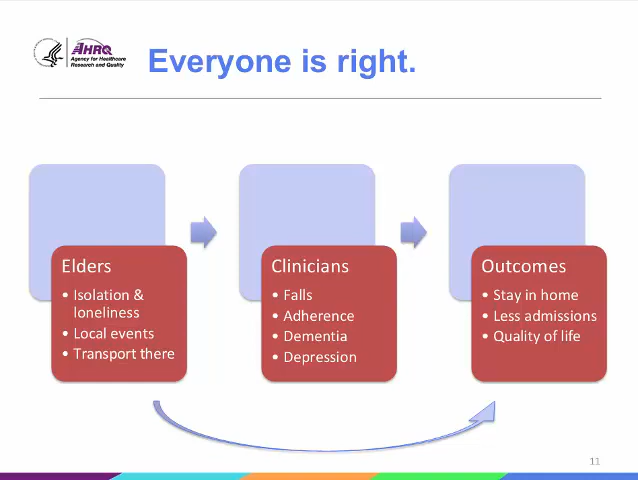 AHRQ
Agency for Healthcare
Research and Quality
Everyone is right.
Elders
• Isolation &
loneliness
• Local events
• Transport there
Clinicians
• Falls
• Adherence
• Dementia
• Depression
Outcomes
• Stay in home
• Less admissions
• Quality of life
11